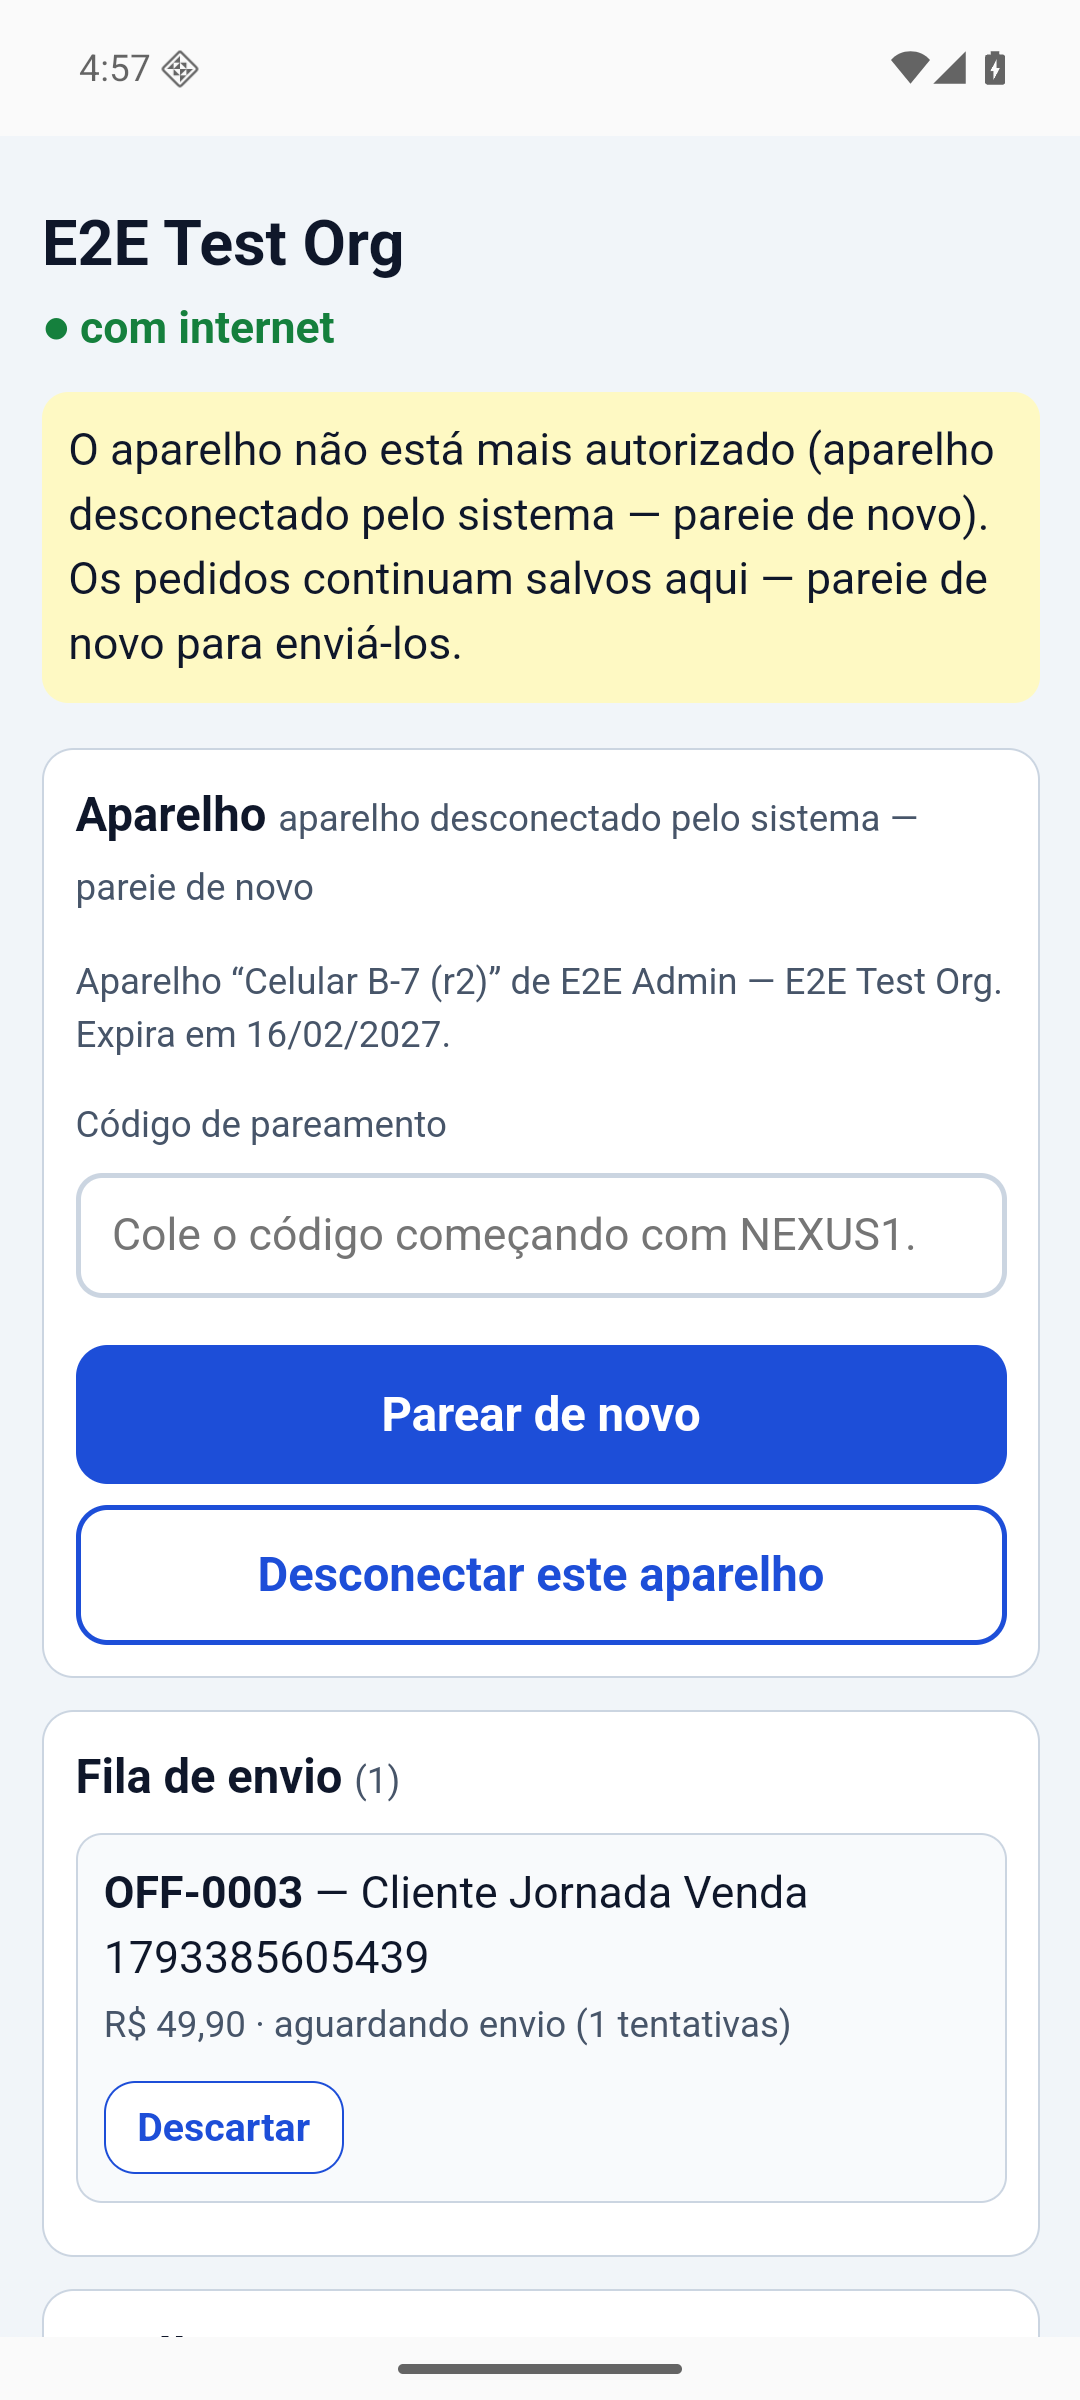 4:57
E2E Test Org
com internet
O aparelho não está mais autorizado (aparelho
desconectado pelo sistema — pareie de novo).
Os pedidos continuam salvos aqui — pareie de
novo para enviá-los.
Aparelho aparelho desconectado pelo sistema —
pareie de novo
Aparelho “Celular B-7 (r2)” de E2E Admin — E2E Test Org.
Expira em 16/02/2027.
Código de pareamento
Cole o código começando com NEXUS1.
Parear de novo
Desconectar este aparelho
Fila de envio (1)
OFF-0003 — Cliente Jornada Venda
1793385605439
R$ 49,90 · aguardando envio (1 tentativas)
Descartar